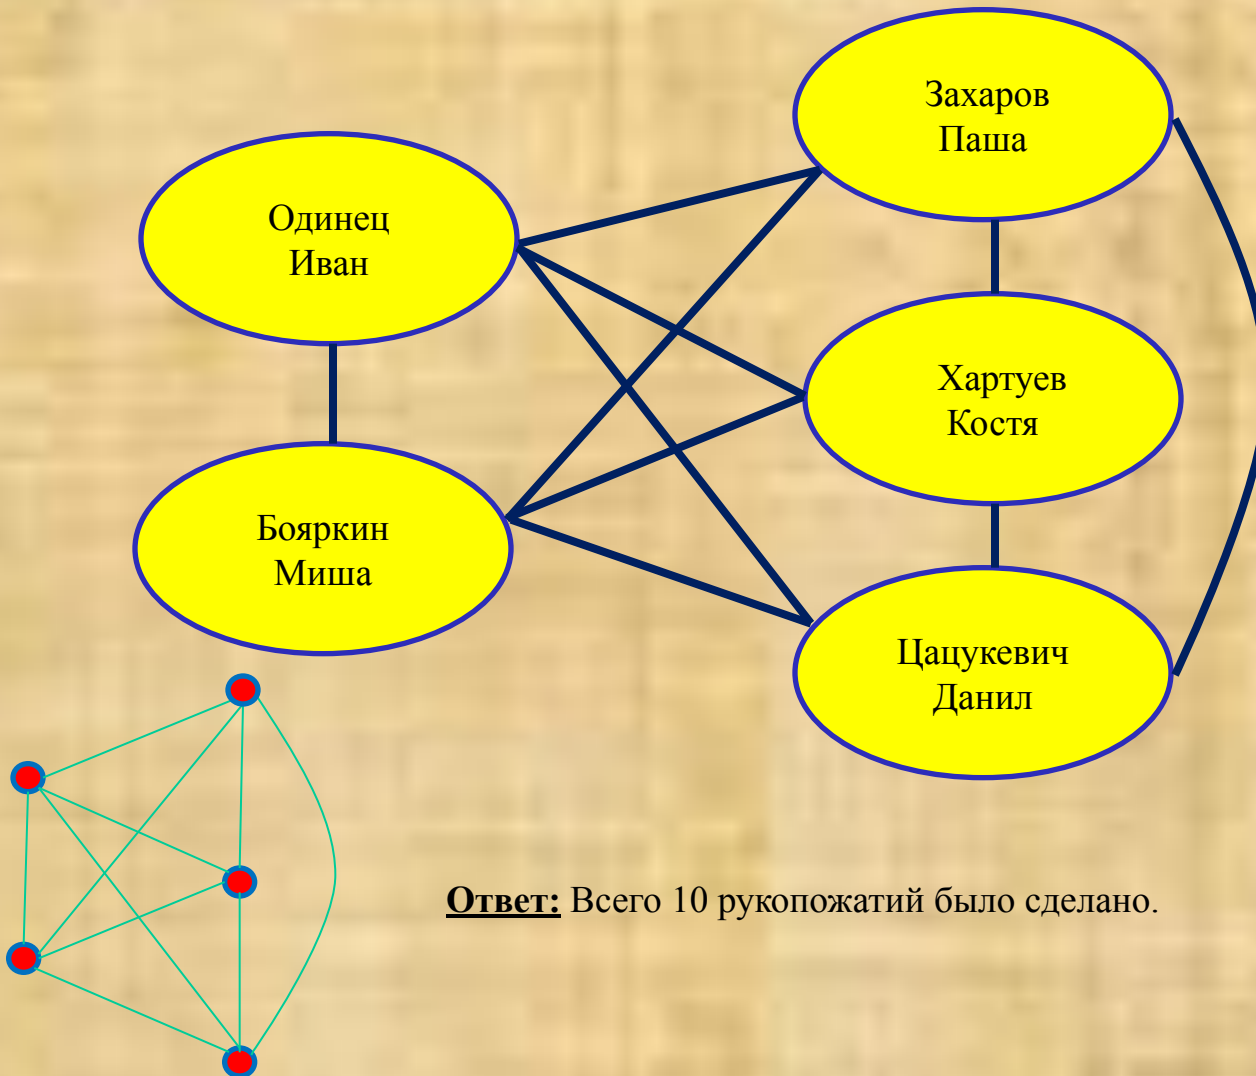 Захаров
Паша
Одинец
Иван
Хартуев
Костя
Бояркин
Миша
Цацукевич
Данил
Ответ: Всего 10 рукопожатий было сделано.